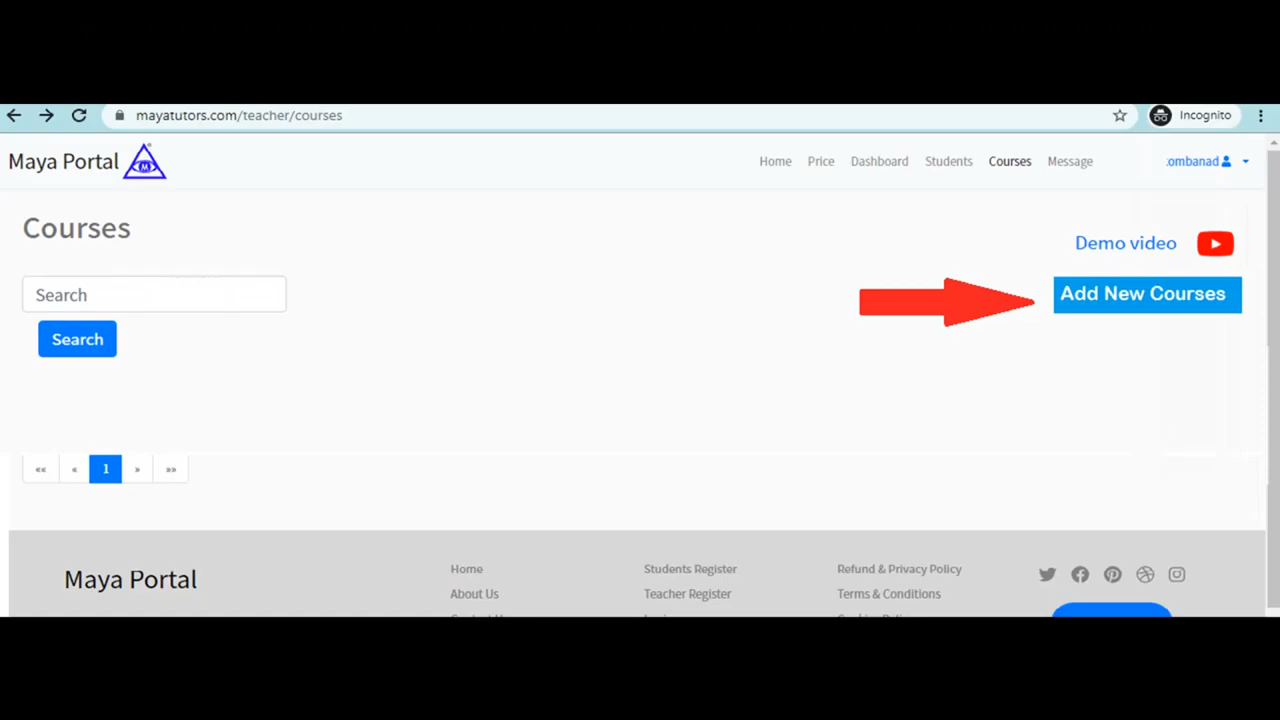 mayatutors.com/teacher/courses
Incognito
Maya Portal
M
Home Price Dashboard Students Courses Message
ombanad
Courses
Demo video
Search
Add New Courses
Search
«« « 1 » »»
Maya Portal
Home
Students Register
Refund & Privacy Policy
About Us
Teacher Register
Terms & Conditions